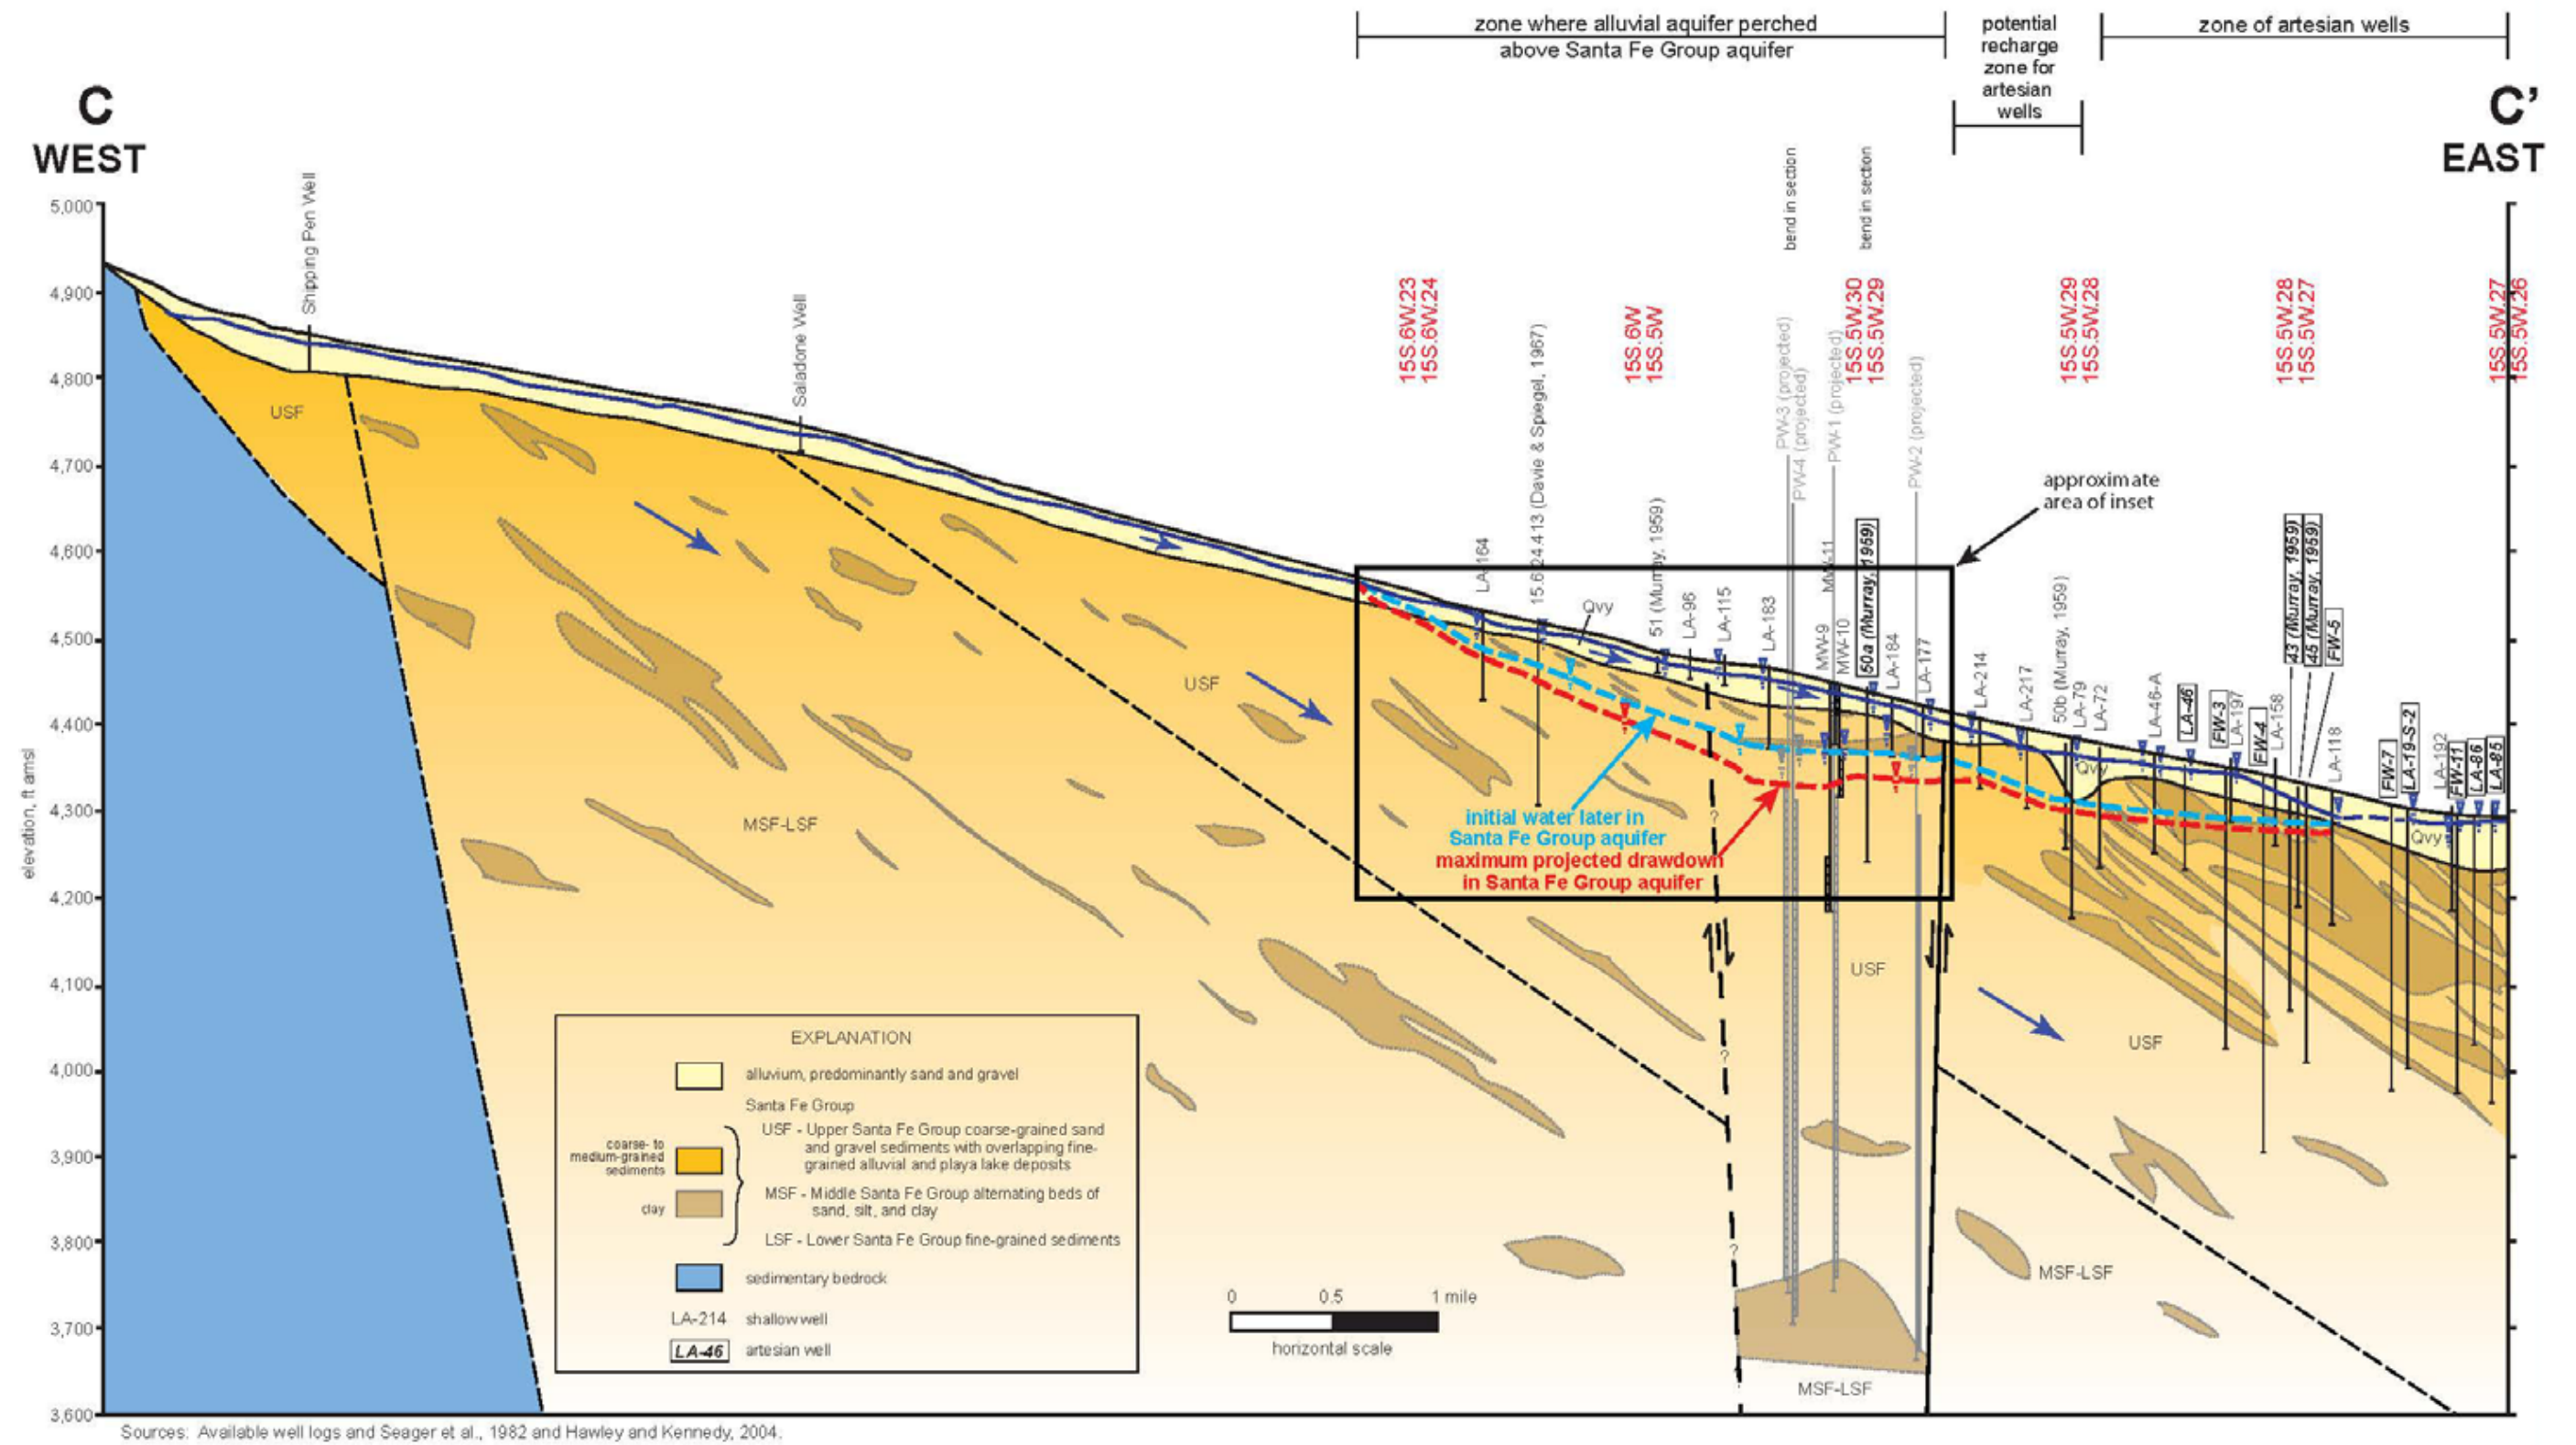 zone where alluvial aquifer perched
above Santa Fe Group aquifer
potential
recharge
zone for
artesian
wells
zone of artesian wells
C
WEST
C’
EAST
bend in section
bend in section
5,000
4,900
4,800
4,700
4,600
4,500
4,400
4,300
4,200
4,100
4,000
3,900
3,800
3,700
3,600
elevation, ft amsl
Shipping Pen Well
Saladone Well
15S.6W.23
15S.6W.24
15S.6W
15S.5W
15S.5W.30
15S.5W.29
15S.5W.29
15S.5W.28
15S.5W.28
15S.5W.27
15S.5W.27
15S.5W.26
LA-164
15.6.24.413 (Davie & Spiegel, 1967)
Qvy
51 (Murray, 1959)
LA-96
LA-115
LA-183
PW-3 (projected)
PW-4 (projected)
MW-9
MW-11
PW-1 (projected)
MW-10
50a (Murray, 1959)
LA-184
PW-2 (projected)
LA-177
approximate
area of inset
LA-214
LA-217
50b (Murray, 1959)
LA-79
LA-72
LA-46-A
LA-46
FW-3
LA-197
FW-4
LA-158
43 (Murray, 1959)
45 (Murray, 1959)
FW-5
LA-118
FW-7
LA-19-S-2
LA-192
FW-11
LA-86
LA-85
Qvy
Qvy
USF
USF
MSF-LSF
initial water later in
Santa Fe Group aquifer
maximum projected drawdown
in Santa Fe Group aquifer
?
USF
USF
?
?
MSF-LSF
MSF-LSF
EXPLANATION
alluvium, predominantly sand and gravel
Santa Fe Group
coarse- to
medium-grained
sediments
USF - Upper Santa Fe Group coarse-grained sand
and gravel sediments with overlapping fine-
grained alluvial and playa lake deposits
clay
MSF - Middle Santa Fe Group alternating beds of
sand, silt, and clay
LSF - Lower Santa Fe Group fine-grained sediments
sedimentary bedrock
LA-214 shallow well
LA-46 artesian well
0 0.5 1 mile
horizontal scale
Sources: Available well logs and Seager et al., 1982 and Hawley and Kennedy, 2004.